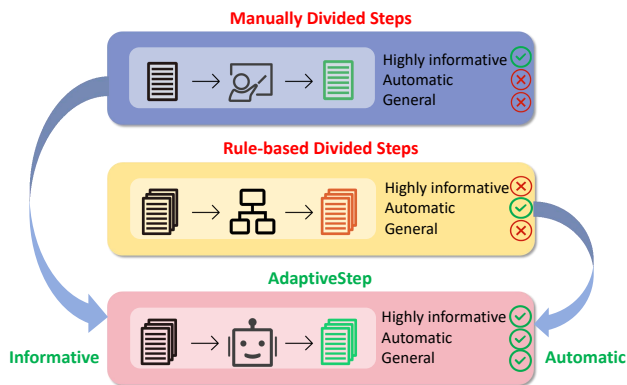 Manually Divided Steps
Highly informative
Automatic
General
Rule-based Divided Steps
Highly informative
Automatic
General
AdaptiveStep
Highly informative
Automatic
General
Informative
Automatic